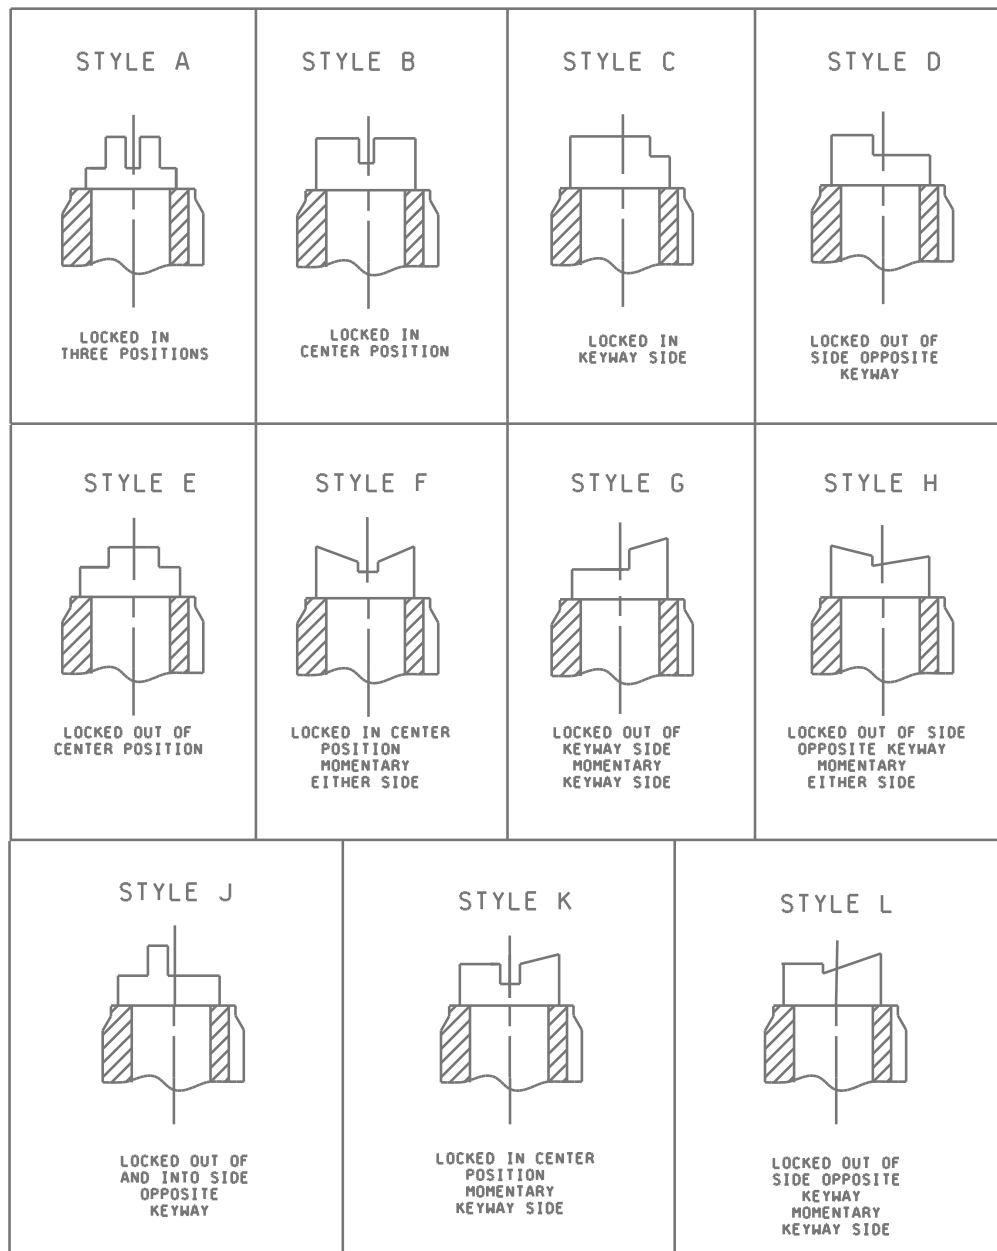 STYLE A
LOCKED IN
THREE POSITIONS
STYLE B
LOCKED IN
CENTER POSITION
STYLE C
LOCKED IN
KEYWAY SIDE
STYLE D
LOCKED OUT OF
SIDE OPPOSITE
KEYWAY
STYLE E
LOCKED OUT OF
CENTER POSITION
STYLE F
LOCKED IN CENTER
POSITION
MOMENTARY
EITHER SIDE
STYLE G
LOCKED OUT OF
KEYWAY SIDE
MOMENTARY
KEYWAY SIDE
STYLE H
LOCKED OUT OF SIDE
OPPOSITE KEYWAY
MOMENTARY
EITHER SIDE
STYLE J
LOCKED OUT OF
AND INTO SIDE
OPPOSITE
KEYWAY
STYLE K
LOCKED IN CENTER
POSITION
MOMENTARY
KEYWAY SIDE
STYLE L
LOCKED OUT OF
SIDE OPPOSITE
KEYWAY
MOMENTARY
KEYWAY SIDE